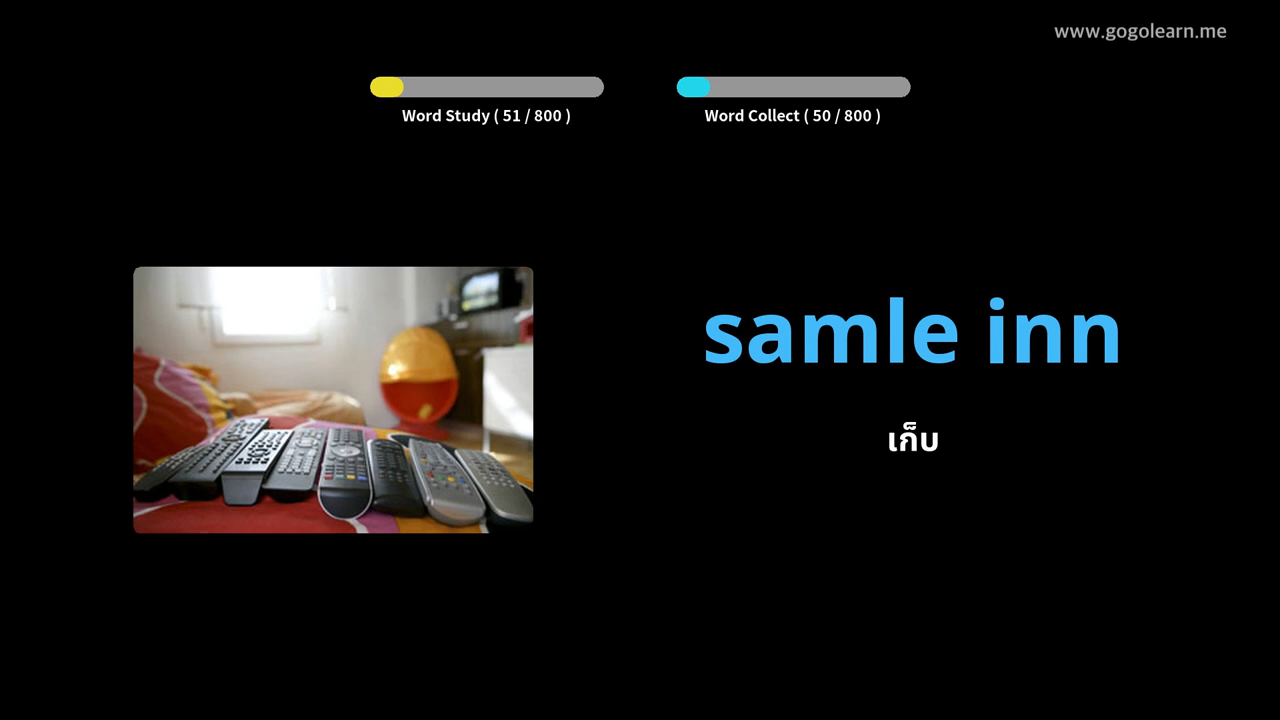 www.gogolearn.me
Word Study ( 51 / 800 )
Word Collect ( 50 / 800 )
samle inn
เก็บ